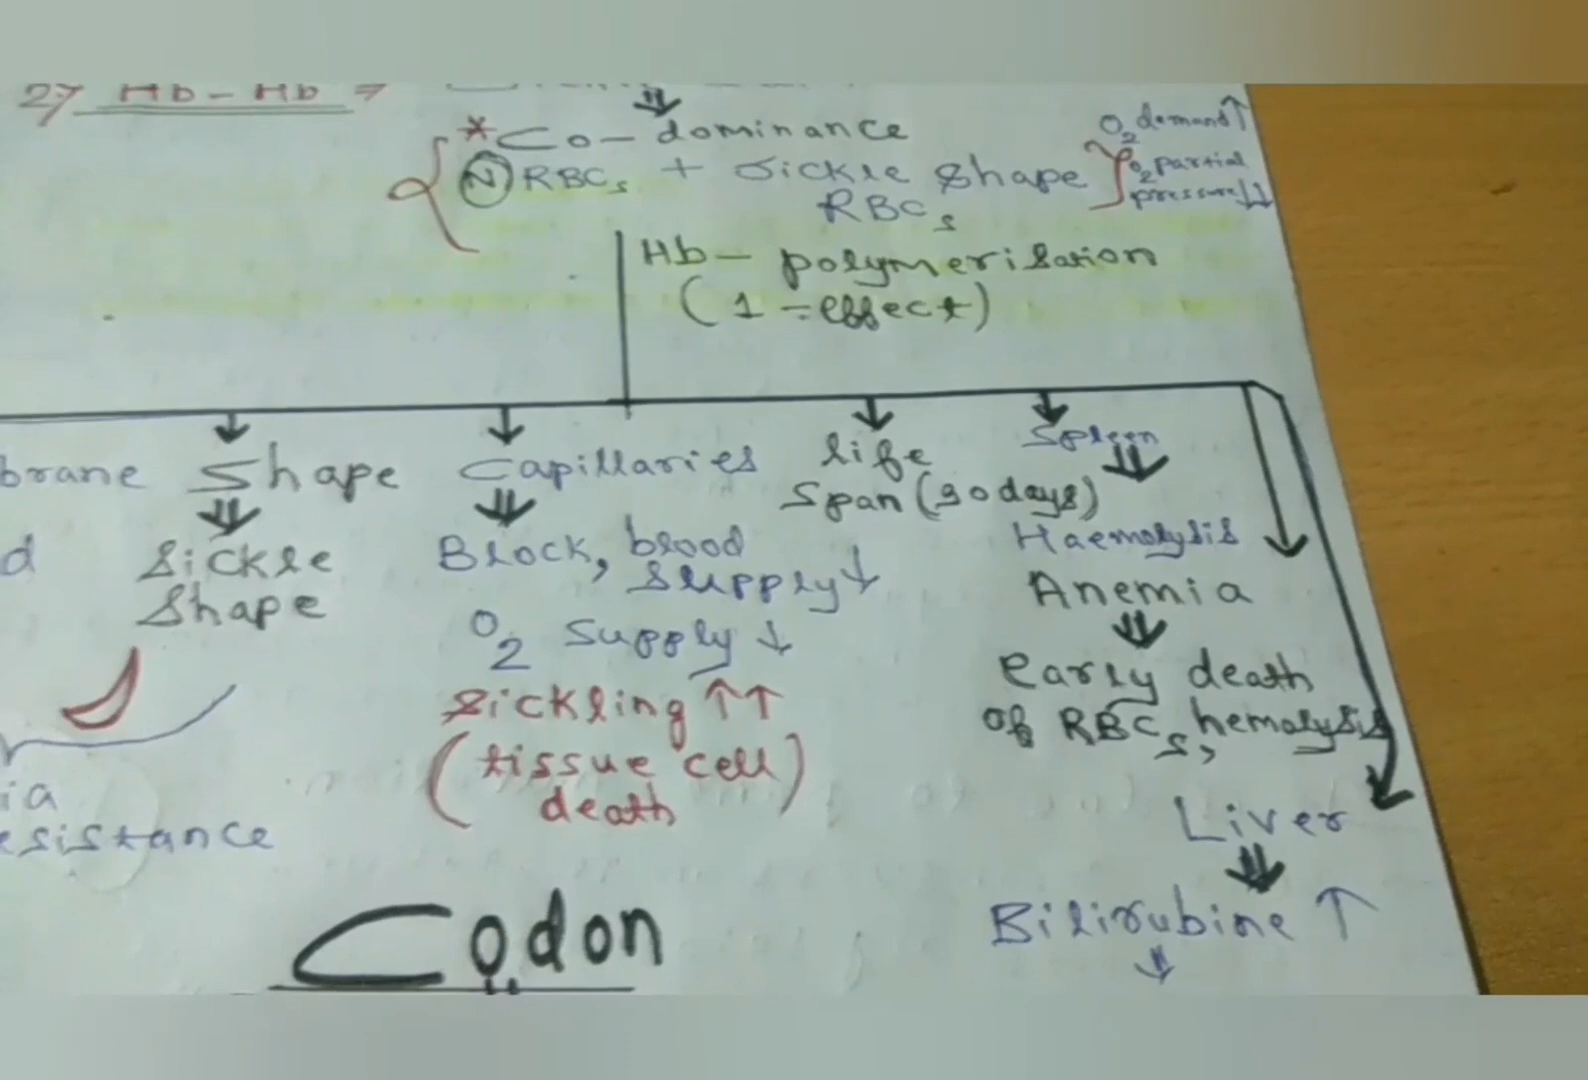 27 Hb - Hb ⇒
* Co-dominance
O2 demand↑
(N) RBCs + Sickle shape
RBCs
O2 partial
pressure↓↓
Hb- polymerisation
(1 - effect)
brane
Shape
Capillaries
life
Span (30 days)
Spleen
d
Sickle
shape
Block, blood
supply↓
O2 supply ↓
Sickling ↑↑
(tissue cell
death)
Haemolysis
Anemia
early death
of RBCs, hemolysis
ia
esistance
Liver
Bilirubine ↑
↓
Codon